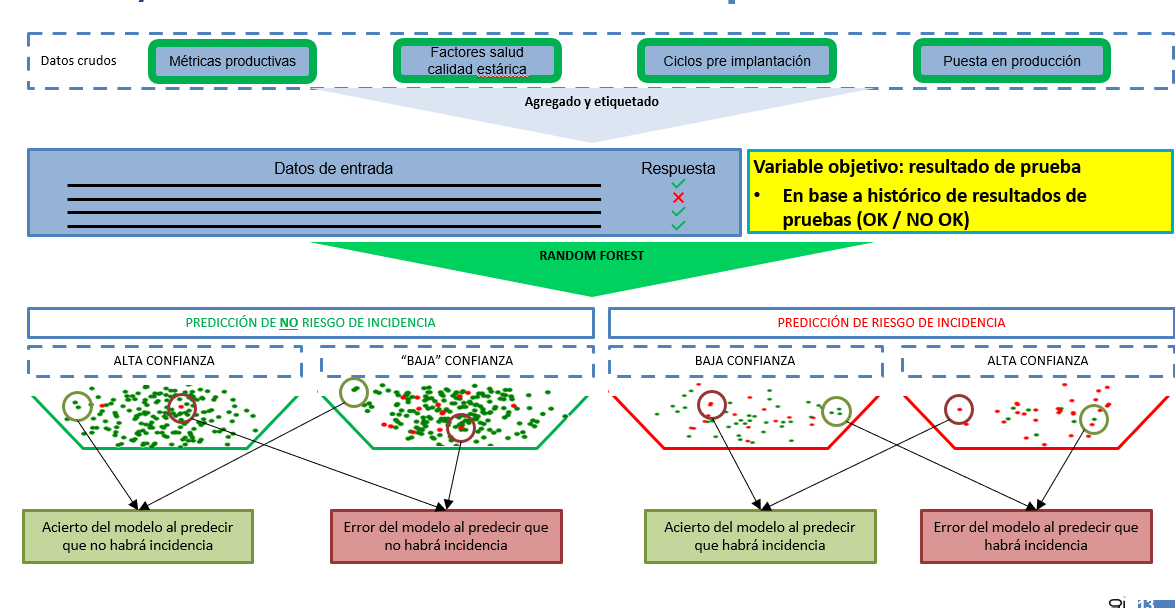 Datos crudos
Métricas productivas
Factores salud
calidad estárica
Ciclos pre implantación
Puesta en producción
Agregado y etiquetado
Datos de entrada
Respuesta
Variable objetivo: resultado de prueba
• En base a histórico de resultados de
pruebas (OK / NO OK)
RANDOM FOREST
PREDICCIÓN DE NO RIESGO DE INCIDENCIA
PREDICCIÓN DE RIESGO DE INCIDENCIA
ALTA CONFIANZA
“BAJA” CONFIANZA
BAJA CONFIANZA
ALTA CONFIANZA
Acierto del modelo al predecir
que no habrá incidencia
Error del modelo al predecir que
no habrá incidencia
Acierto del modelo al predecir
que habrá incidencia
Error del modelo al predecir que
habrá incidencia
13